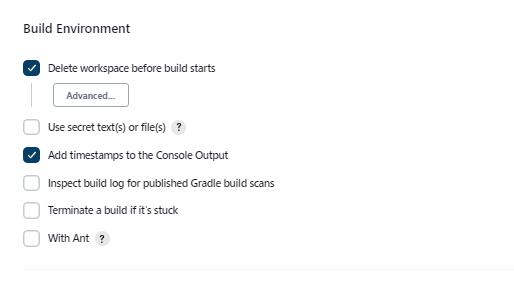 Build Environment
Delete workspace before build starts
Advanced...
Use secret text(s) or file(s) ?
Add timestamps to the Console Output
Inspect build log for published Gradle build scans
Terminate a build if it's stuck
With Ant ?